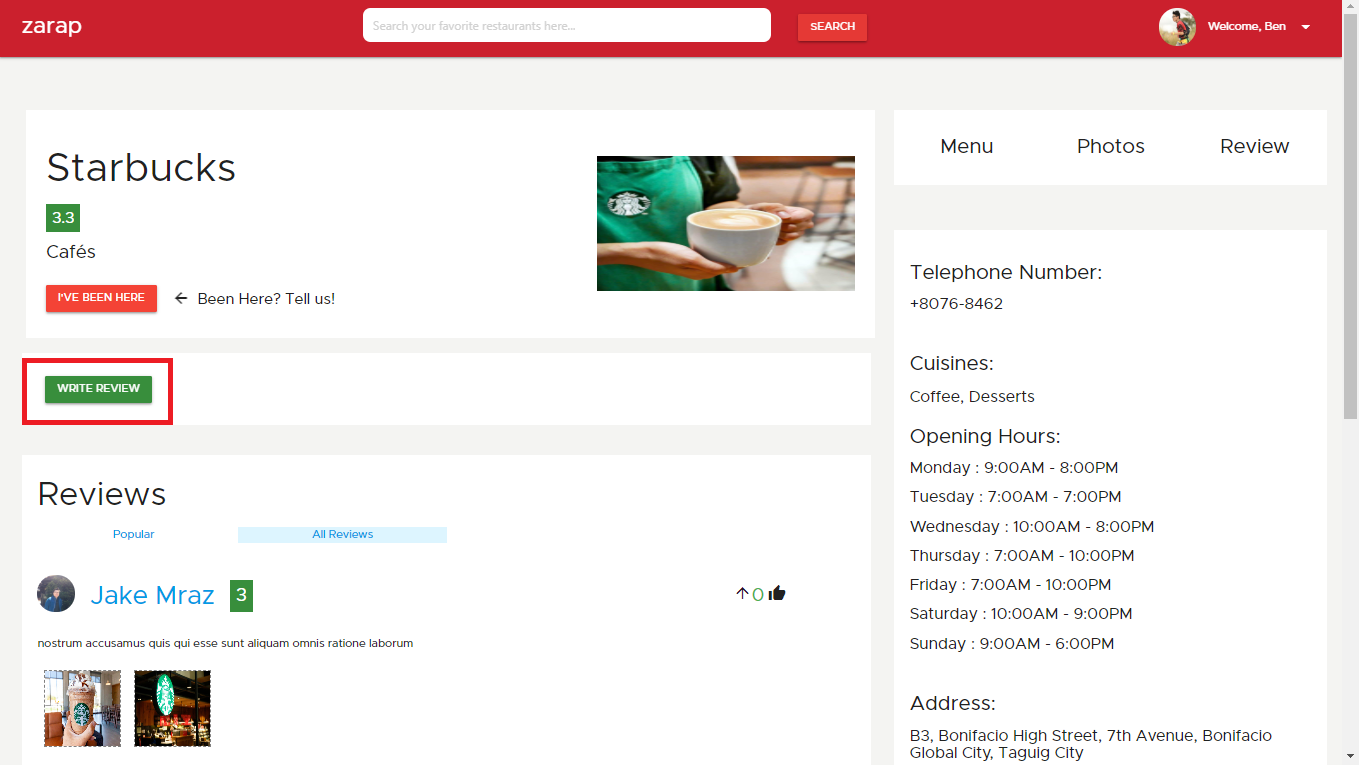 zarap
Search your favorite restaurants here...
SEARCH
Welcome, Ben
Starbucks
3.3
Cafés
I'VE BEEN HERE
Been Here? Tell us!
WRITE REVIEW
Reviews
Popular
All Reviews
Jake Mraz
3
0
nostrum accusamus quis qui esse sunt aliquam omnis ratione laborum
Menu
Photos
Review
Telephone Number:
+8076-8462
Cuisines:
Coffee, Desserts
Opening Hours:
Monday : 9:00AM - 8:00PM
Tuesday : 7:00AM - 7:00PM
Wednesday : 10:00AM - 8:00PM
Thursday : 7:00AM - 10:00PM
Friday : 7:00AM - 10:00PM
Saturday : 10:00AM - 9:00PM
Sunday : 9:00AM - 6:00PM
Address:
B3, Bonifacio High Street, 7th Avenue, Bonifacio
Global City, Taguig City